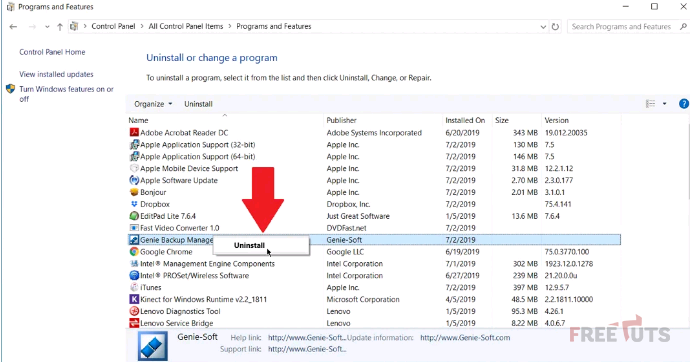 Programs and Features
Control Panel > All Control Panel Items > Programs and Features
Search Programs and Features
Control Panel Home
View installed updates
Turn Windows features on or off
Uninstall or change a program
To uninstall a program, select it from the list and then click Uninstall, Change, or Repair.
Organize Uninstall
Name Publisher Installed On Size Version
Adobe Acrobat Reader DC Adobe Systems Incorporated 6/20/2019 343 MB 19.012.20035
Apple Application Support (32-bit) Apple Inc. 7/2/2019 130 MB 7.5
Apple Application Support (64-bit) Apple Inc. 7/2/2019 146 MB 7.5
Apple Mobile Device Support Apple Inc. 7/2/2019 31.8 MB 12.2.1.12
Apple Software Update Apple Inc. 7/2/2019 2.70 MB 2.3.0.177
Bonjour Apple Inc. 7/2/2019 2.01 MB 3.1.0.1
Dropbox Dropbox, Inc. 7/2/2019 75.4.141
EditPad Lite 7.6.4 Just Great Software 1/5/2019 13.6 MB 7.6.4
Fast Video Converter 1.0 DVDFast.net 7/2/2019
Genie Backup Manage Genie-Soft 7/2/2019
Uninstall
Google Chrome Google LLC 6/19/2019 75.0.3770.100
Intel® Management Engine Components Intel Corporation 7/1/2019 302 MB 1923.12.0.1278
Intel® PROSet/Wireless Software Intel Corporation 6/27/2019 239 MB 21.20.0.0u
iTunes Apple Inc. 7/2/2019 397 MB 12.9.5.7
Kinect for Windows Runtime v2.2_1811 Microsoft Corporation 4/5/2019 48.5 MB 2.2.1811.10000
Lenovo Diagnostics Tool Lenovo 1/5/2019 95.3 MB 4.26.1
Lenovo Service Bridge Lenovo 1/5/2019 8.22 MB 4.0.6.7
FREETUTS
Genie-Soft Help link: http://www.Genie-Soft... Update information: http://www.Genie-Soft.com
Support link: http://www.Genie-Soft...